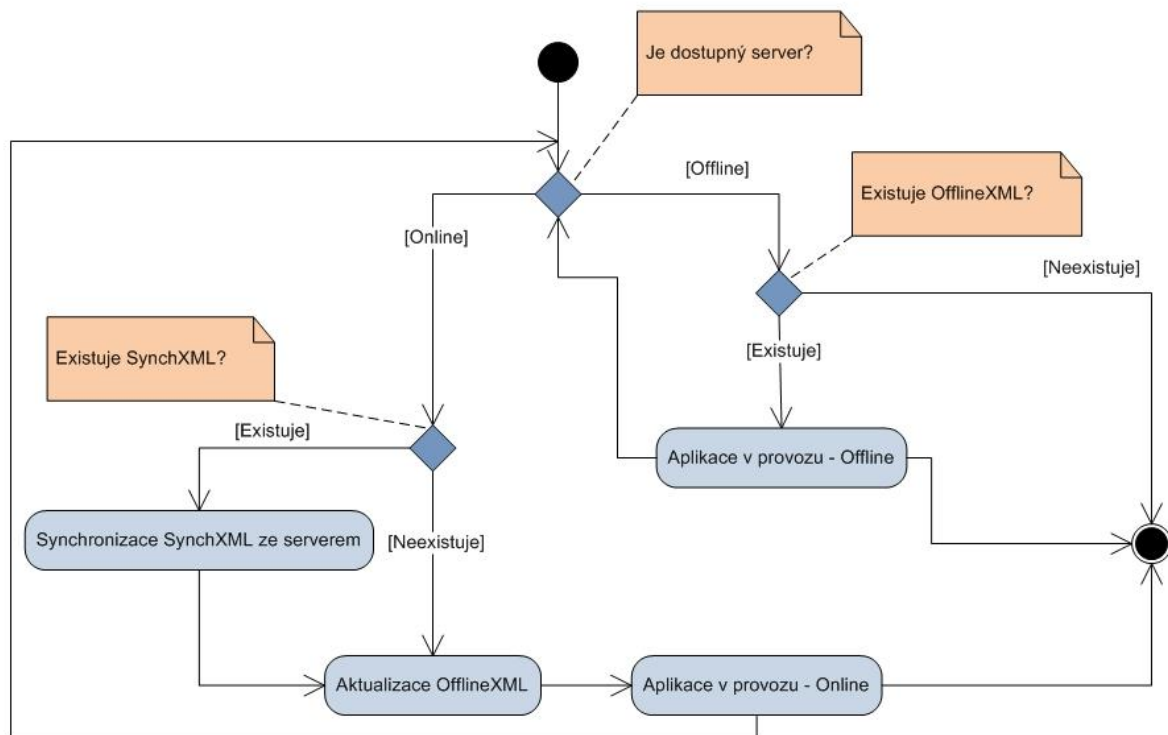 Je dostupný server?
[Offline]
Existuje OfflineXML?
[Online]
[Neexistuje]
Existuje SynchXML?
[Existuje]
[Existuje]
Aplikace v provozu - Offline
Synchronizace SynchXML ze serverem
[Neexistuje]
Aktualizace OfflineXML
Aplikace v provozu - Online